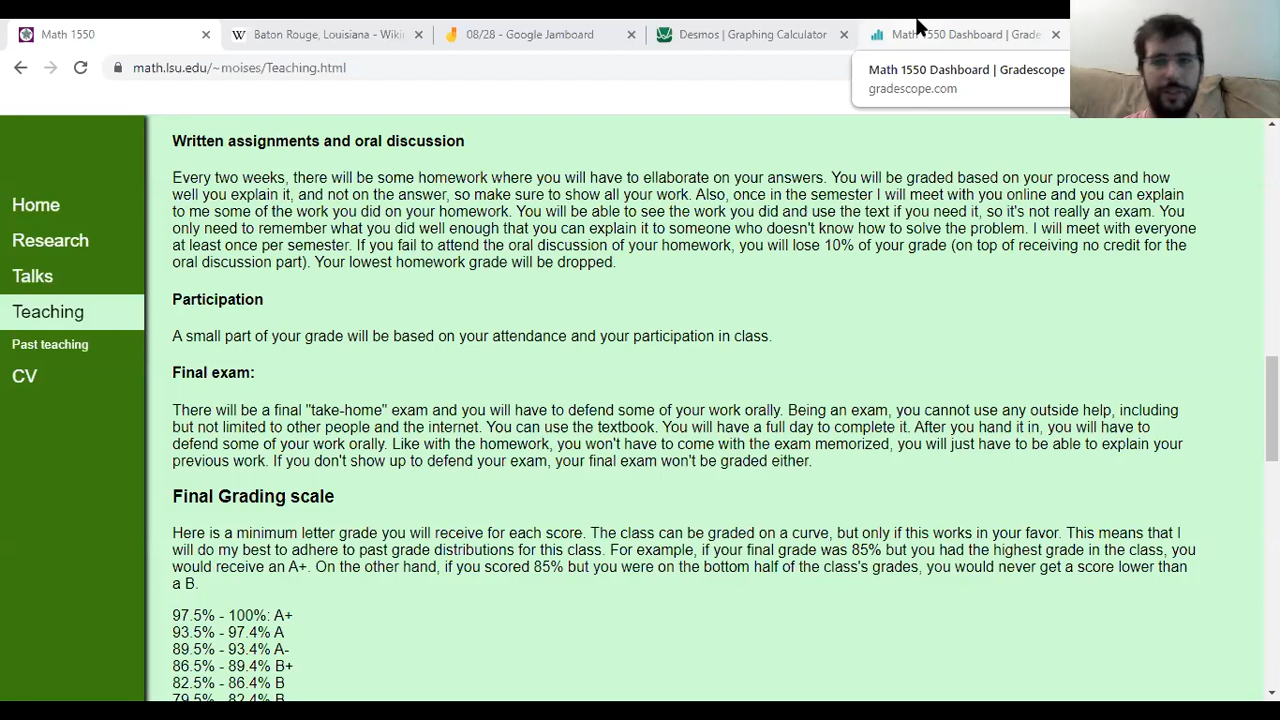 Math 1550
Baton Rouge, Louisiana - Wiki
08/28 - Google Jamboard
Desmos | Graphing Calculator
Math 1550 Dashboard | Grade
math.lsu.edu/~moises/Teaching.html
Math 1550 Dashboard | Gradescope
gradescope.com
Home
Research
Talks
Teaching
Past teaching
CV
Written assignments and oral discussion
Every two weeks, there will be some homework where you will have to ellaborate on your answers. You will be graded based on your process and how
well you explain it, and not on the answer, so make sure to show all your work. Also, once in the semester I will meet with you online and you can explain
to me some of the work you did on your homework. You will be able to see the work you did and use the text if you need it, so it's not really an exam. You
only need to remember what you did well enough that you can explain it to someone who doesn't know how to solve the problem. I will meet with everyone
at least once per semester. If you fail to attend the oral discussion of your homework, you will lose 10% of your grade (on top of receiving no credit for the
oral discussion part). Your lowest homework grade will be dropped.
Participation
A small part of your grade will be based on your attendance and your participation in class.
Final exam:
There will be a final "take-home" exam and you will have to defend some of your work orally. Being an exam, you cannot use any outside help, including
but not limited to other people and the internet. You can use the textbook. You will have a full day to complete it. After you hand it in, you will have to
defend some of your work orally. Like with the homework, you won't have to come with the exam memorized, you will just have to be able to explain your
previous work. If you don't show up to defend your exam, your final exam won't be graded either.
Final Grading scale
Here is a minimum letter grade you will receive for each score. The class can be graded on a curve, but only if this works in your favor. This means that I
will do my best to adhere to past grade distributions for this class. For example, if your final grade was 85% but you had the highest grade in the class, you
would receive an A+. On the other hand, if you scored 85% but you were on the bottom half of the class's grades, you would never get a score lower than
a B.
97.5% - 100%: A+
93.5% - 97.4% A
89.5% - 93.4% A-
86.5% - 89.4% B+
82.5% - 86.4% B
79.5% - 82.4% B